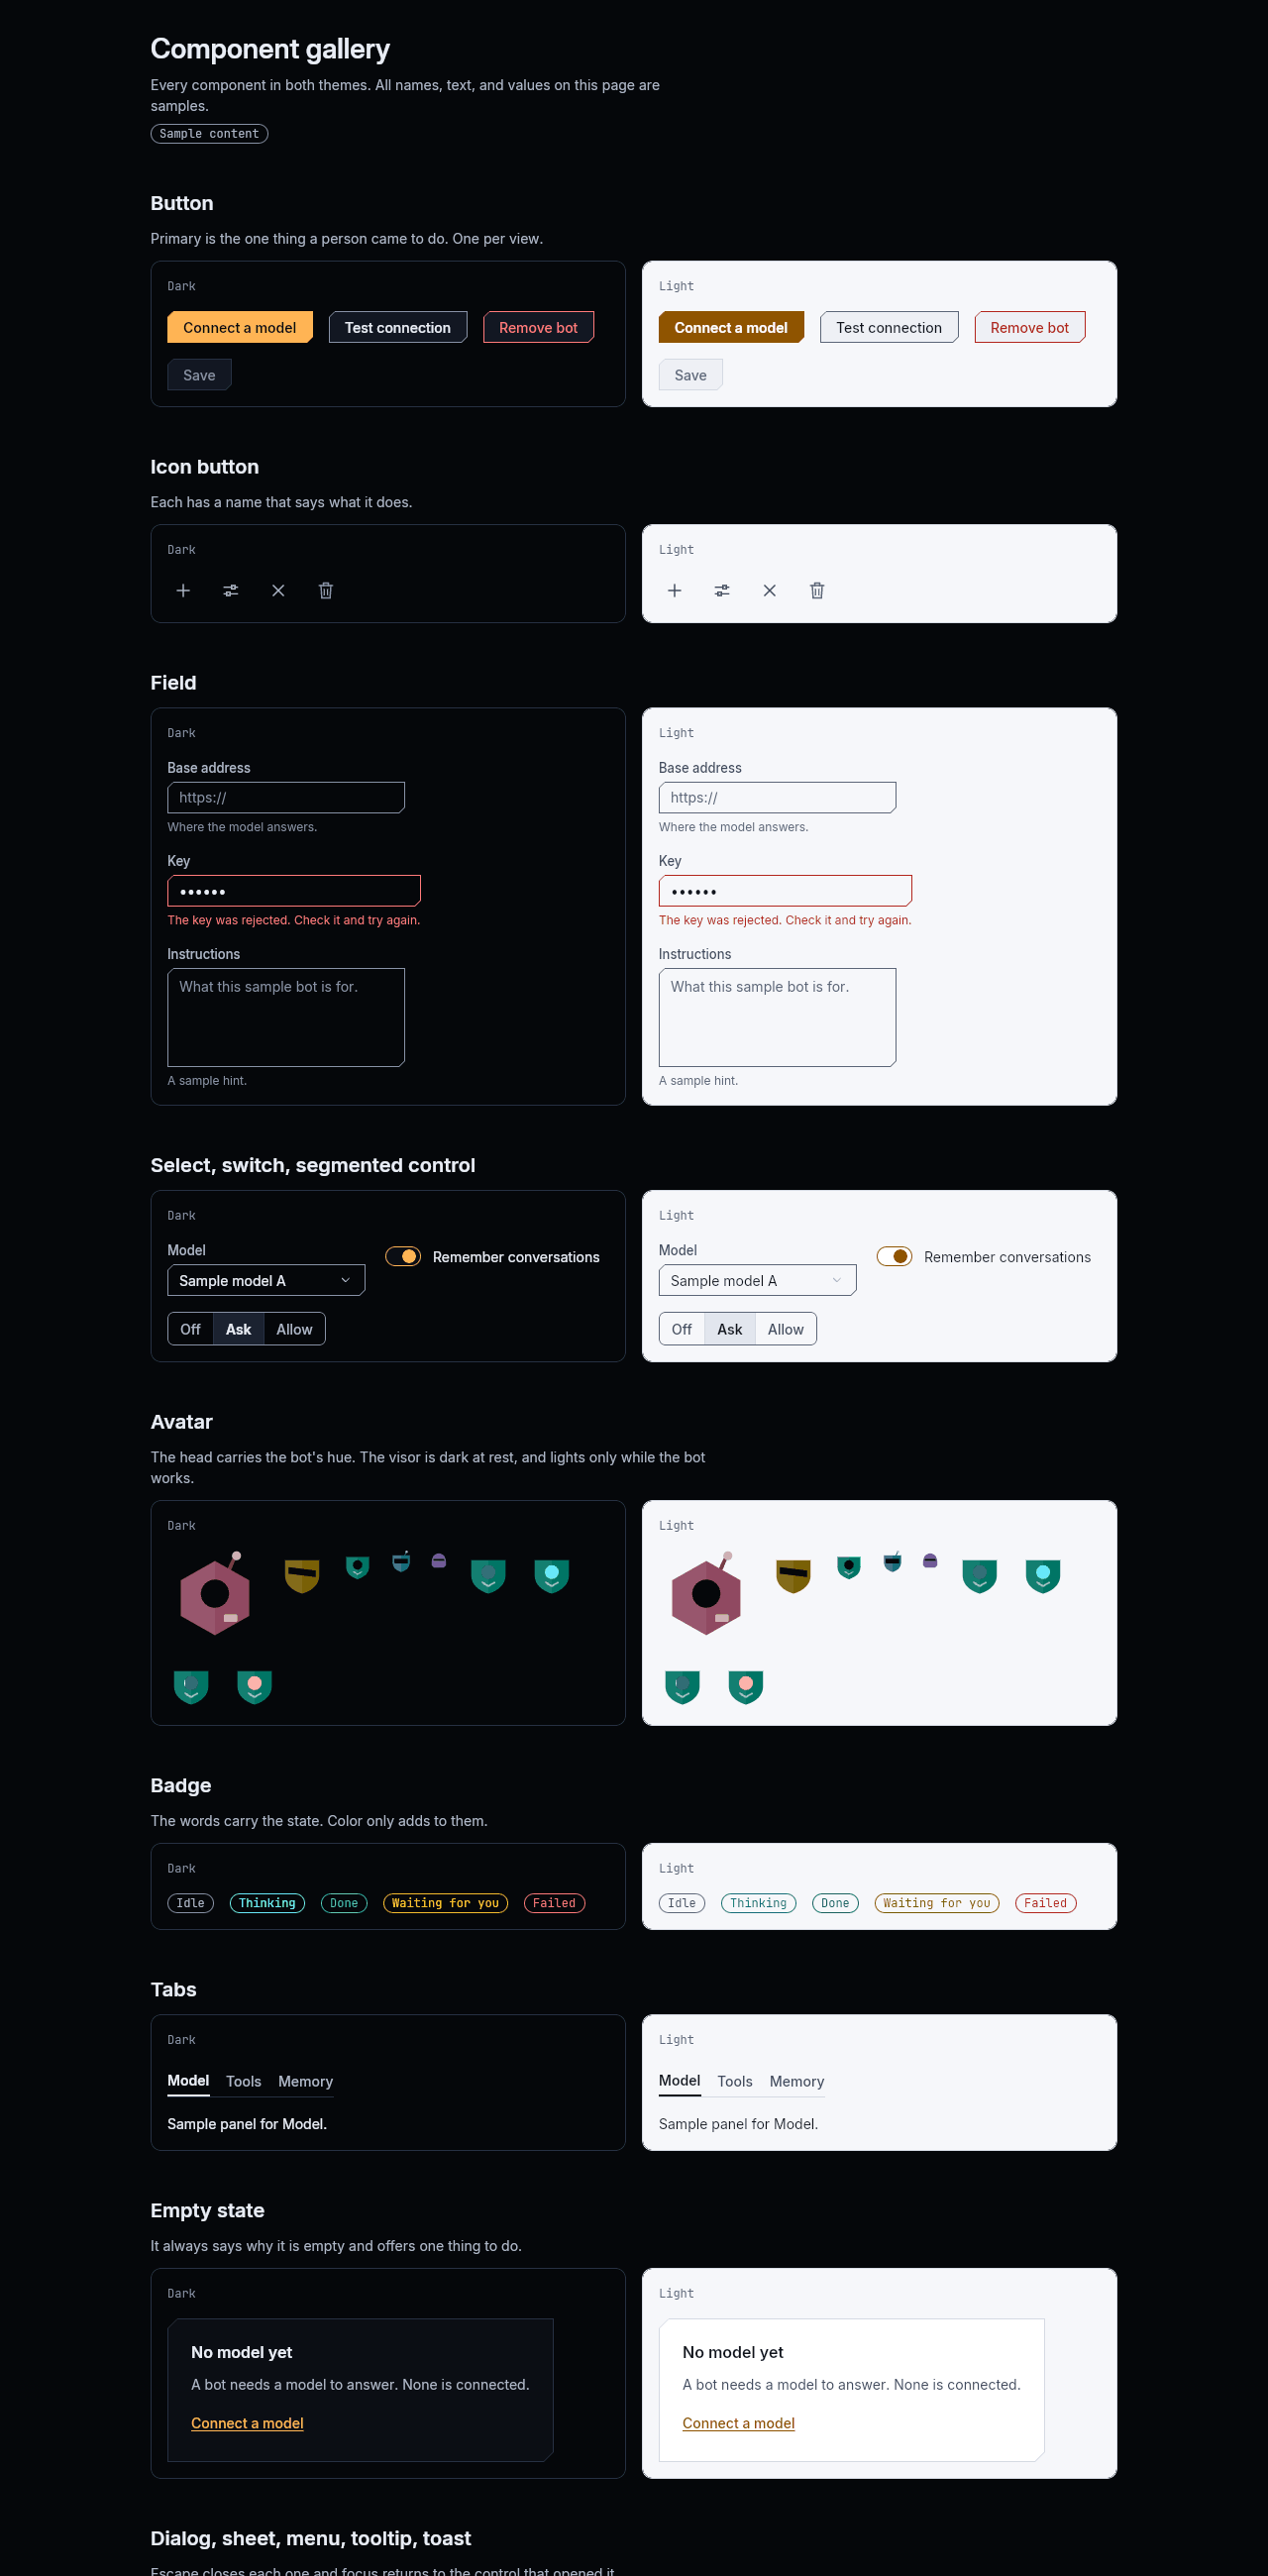 Component gallery
Every component in both themes. All names, text, and values on this page are
samples.
Sample content
Button
Primary is the one thing a person came to do. One per view.
Dark
Connect a model
Test connection
Remove bot
Save
Light
Connect a model
Test connection
Remove bot
Save
Icon button
Each has a name that says what it does.
Dark
Light
Field
Dark
Base address
https://
Where the model answers.
Key
••••••
The key was rejected. Check it and try again.
Instructions
What this sample bot is for.
A sample hint.
Light
Base address
https://
Where the model answers.
Key
••••••
The key was rejected. Check it and try again.
Instructions
What this sample bot is for.
A sample hint.
Select, switch, segmented control
Dark
Model
Sample model A
Remember conversations
Off
Ask
Allow
Light
Model
Sample model A
Remember conversations
Off
Ask
Allow
Avatar
The head carries the bot's hue. The visor is dark at rest, and lights only while the bot
works.
Dark
Light
Badge
The words carry the state. Color only adds to them.
Dark
Idle
Thinking
Done
Waiting for you
Failed
Light
Idle
Thinking
Done
Waiting for you
Failed
Tabs
Dark
Model
Tools
Memory
Sample panel for Model.
Light
Model
Tools
Memory
Sample panel for Model.
Empty state
It always says why it is empty and offers one thing to do.
Dark
No model yet
A bot needs a model to answer. None is connected.
Connect a model
Light
No model yet
A bot needs a model to answer. None is connected.
Connect a model
Dialog, sheet, menu, tooltip, toast
Escape closes each one and focus returns to the control that opened it.